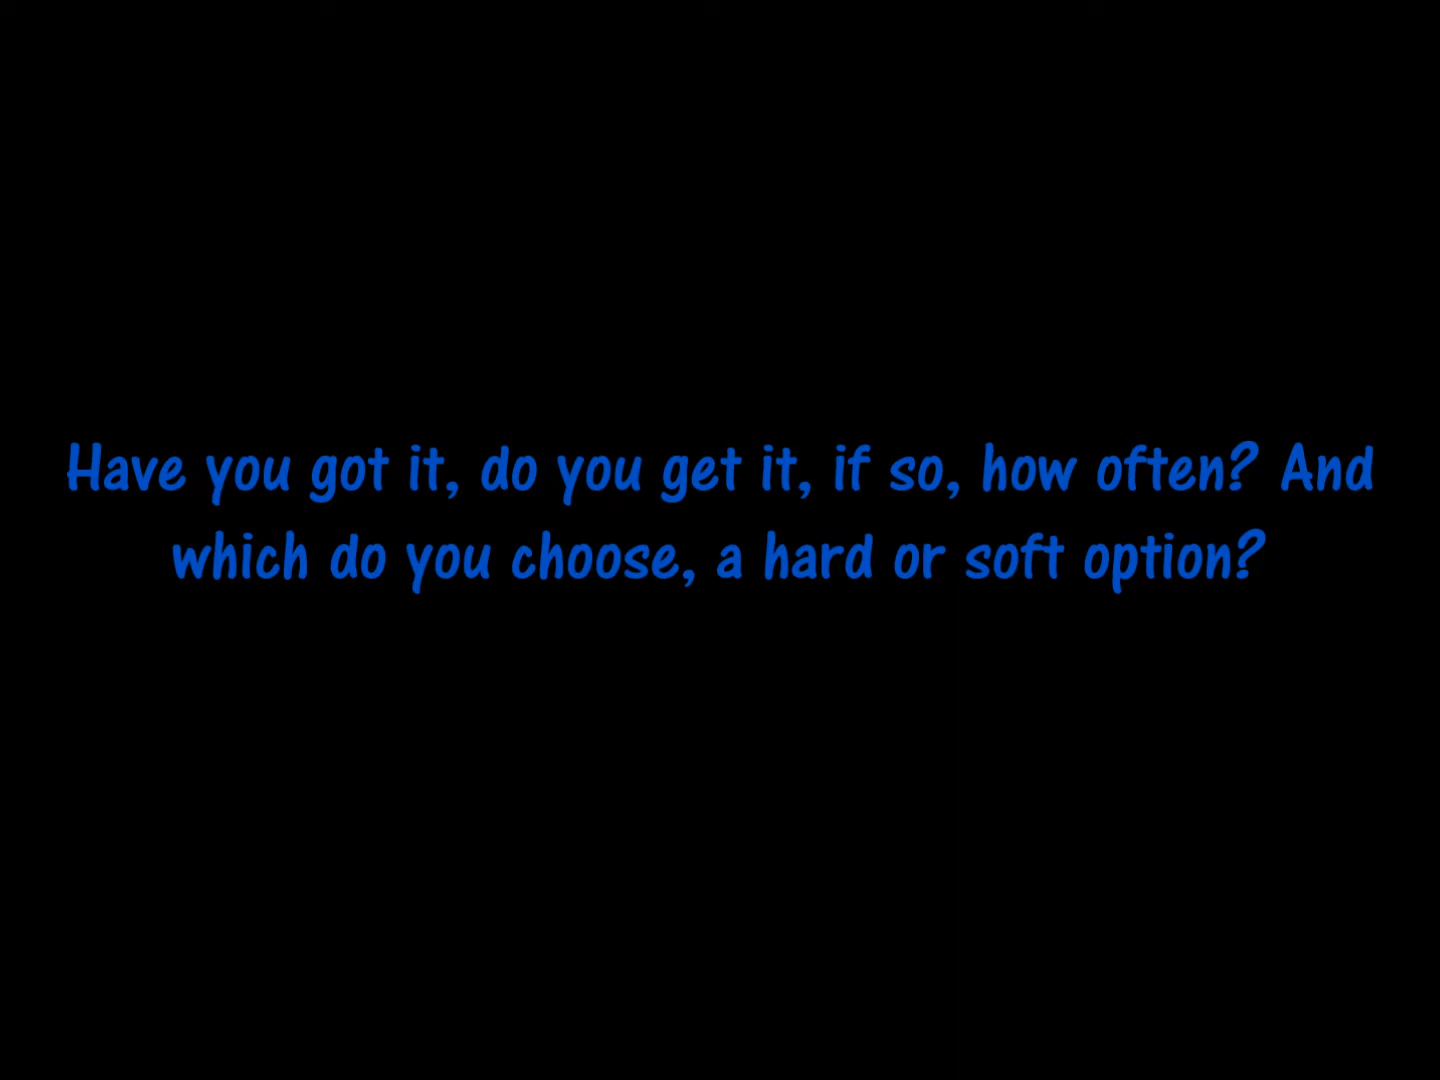 Have you got it, do you get it, if so, how often? And
which do you choose, a hard or soft option?